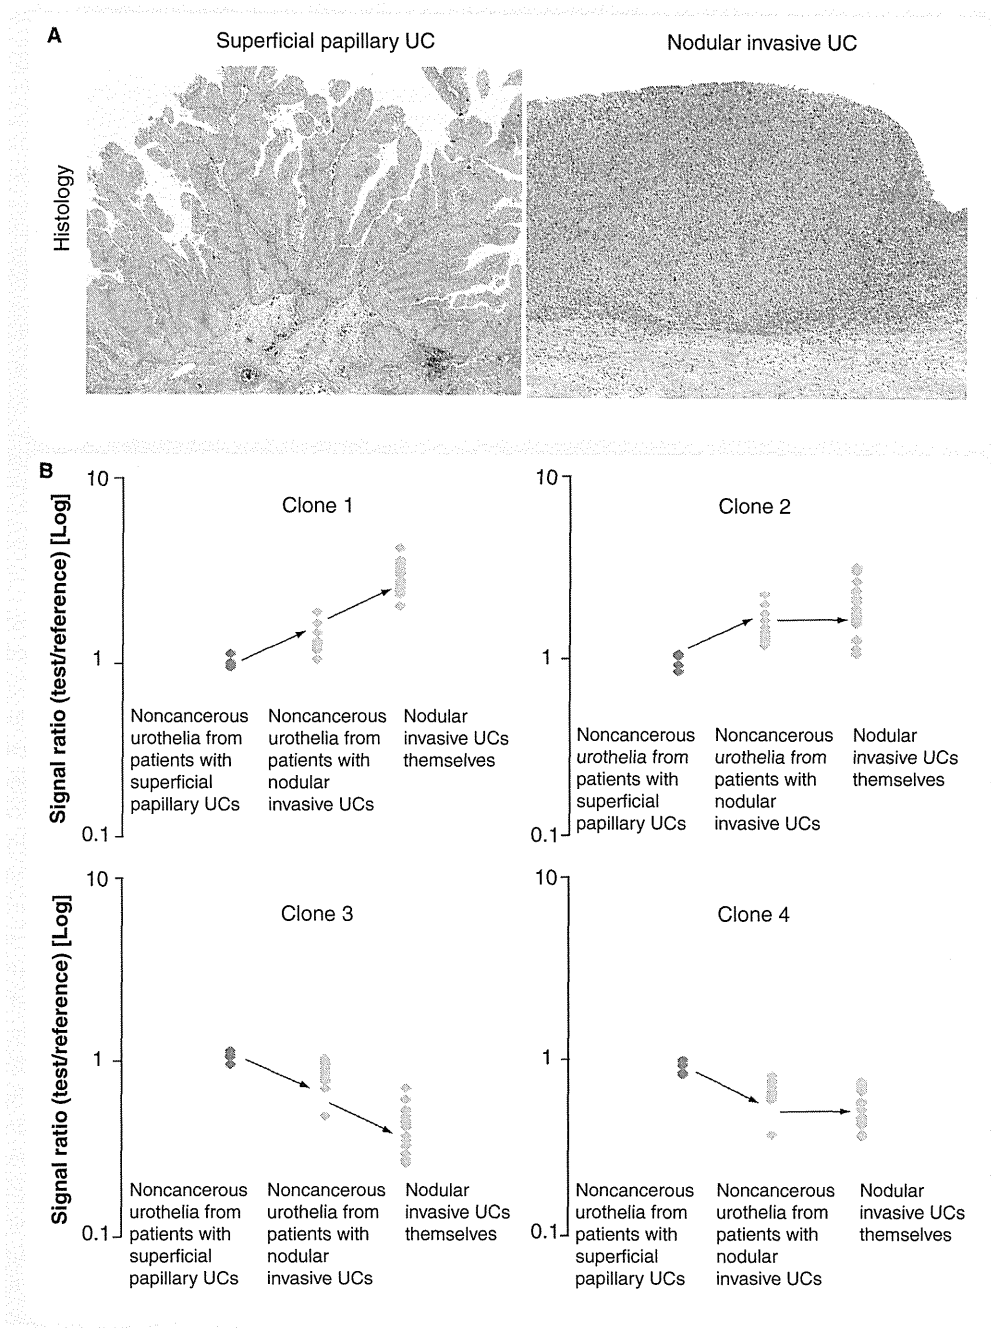 A
Superficial papillary UC
Nodular invasive UC
Histology
B
Signal ratio (test/reference) [Log]
10
1
0.1
Clone 1
Noncancerous
urothelia from
patients with
superficial
papillary UCs
Noncancerous
urothelia from
patients with
nodular
invasive UCs
Nodular
invasive UCs
themselves
10
1
0.1
Clone 2
Noncancerous
urothelia from
patients with
superficial
papillary UCs
Noncancerous
urothelia from
patients with
nodular
invasive UCs
Nodular
invasive UCs
themselves
Signal ratio (test/reference) [Log]
10
1
0.1
Clone 3
Noncancerous
urothelia from
patients with
superficial
papillary UCs
Noncancerous
urothelia from
patients with
nodular
invasive UCs
Nodular
invasive UCs
themselves
10
1
0.1
Clone 4
Noncancerous
urothelia from
patients with
superficial
papillary UCs
Noncancerous
urothelia from
patients with
nodular
invasive UCs
Nodular
invasive UCs
themselves